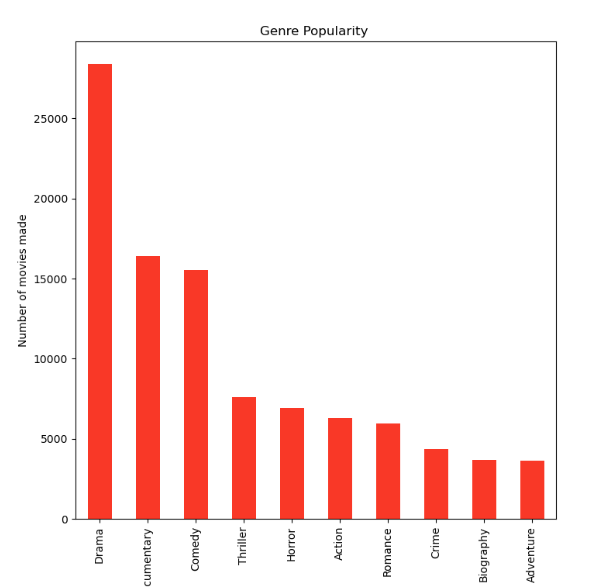 Genre Popularity
Number of movies made
25000
20000
15000
10000
5000
0
Drama
cumentary
Comedy
Thriller
Horror
Action
Romance
Crime
Biography
Adventure